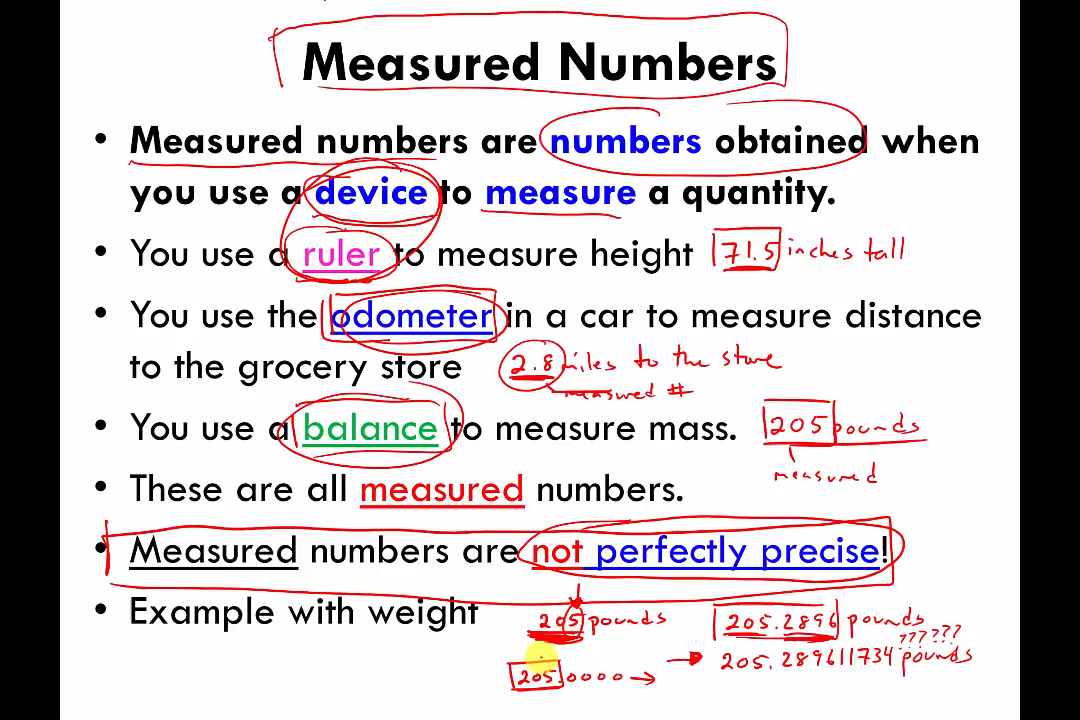 Measured Numbers
• Measured numbers are numbers obtained when
you use a device to measure a quantity.
• You use a ruler to measure height 71.5 inches tall
• You use the odometer in a car to measure distance
to the grocery store 2.8 miles to the store
measured #
• You use a balance to measure mass. 205 pounds
measured
• These are all measured numbers.
• Measured numbers are not perfectly precise!
• Example with weight 205 pounds 205.2896 pounds
??????
205.0000 → → 205.289611734 pounds